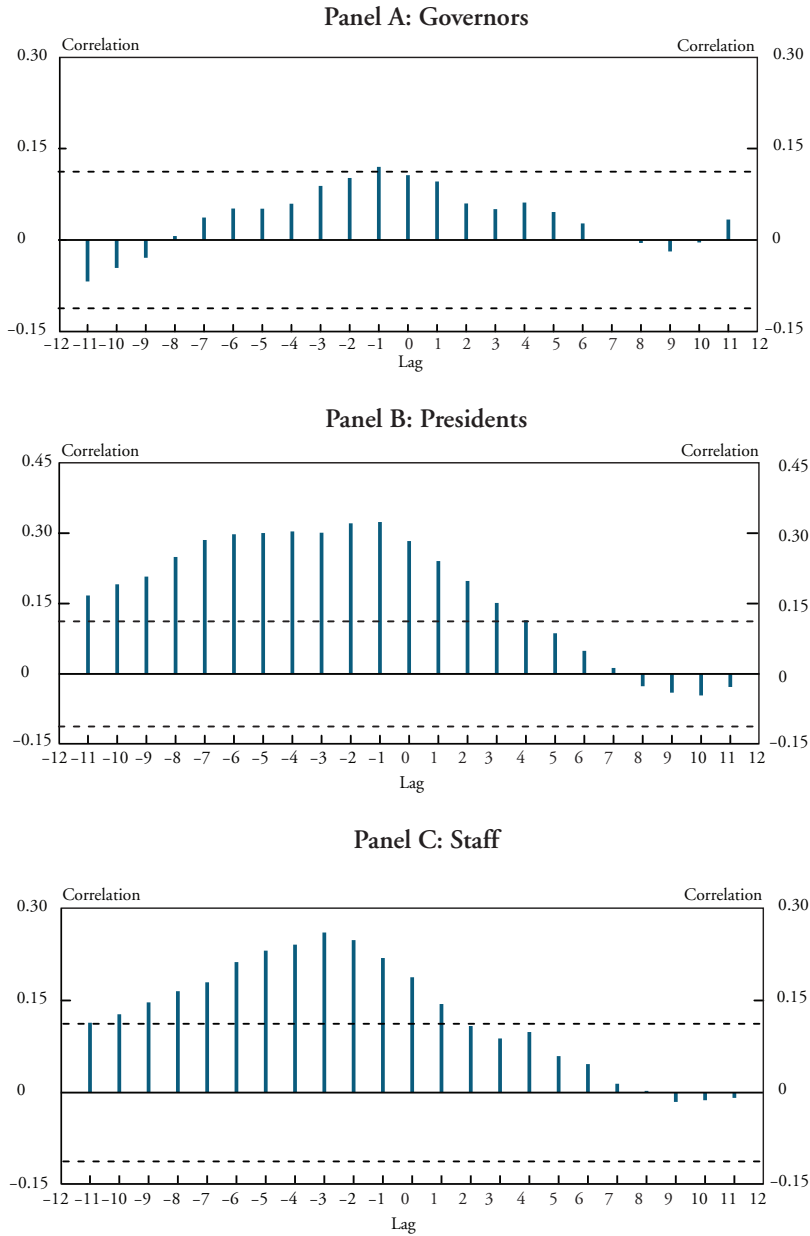 Panel A: Governors
Correlation Correlation
0.30 0.30
0.15 0.15
0 0
−0.15 −0.15
−12 −11 −10 −9 −8 −7 −6 −5 −4 −3 −2 −1 0 1 2 3 4 5 6 7 8 9 10 11 12
Lag
Panel B: Presidents
Correlation Correlation
0.45 0.45
0.30 0.30
0.15 0.15
0 0
−0.15 −0.15
−12 −11 −10 −9 −8 −7 −6 −5 −4 −3 −2 −1 0 1 2 3 4 5 6 7 8 9 10 11 12
Lag
Panel C: Staff
Correlation Correlation
0.30 0.30
0.15 0.15
0 0
−0.15 −0.15
−12 −11 −10 −9 −8 −7 −6 −5 −4 −3 −2 −1 0 1 2 3 4 5 6 7 8 9 10 11 12
Lag